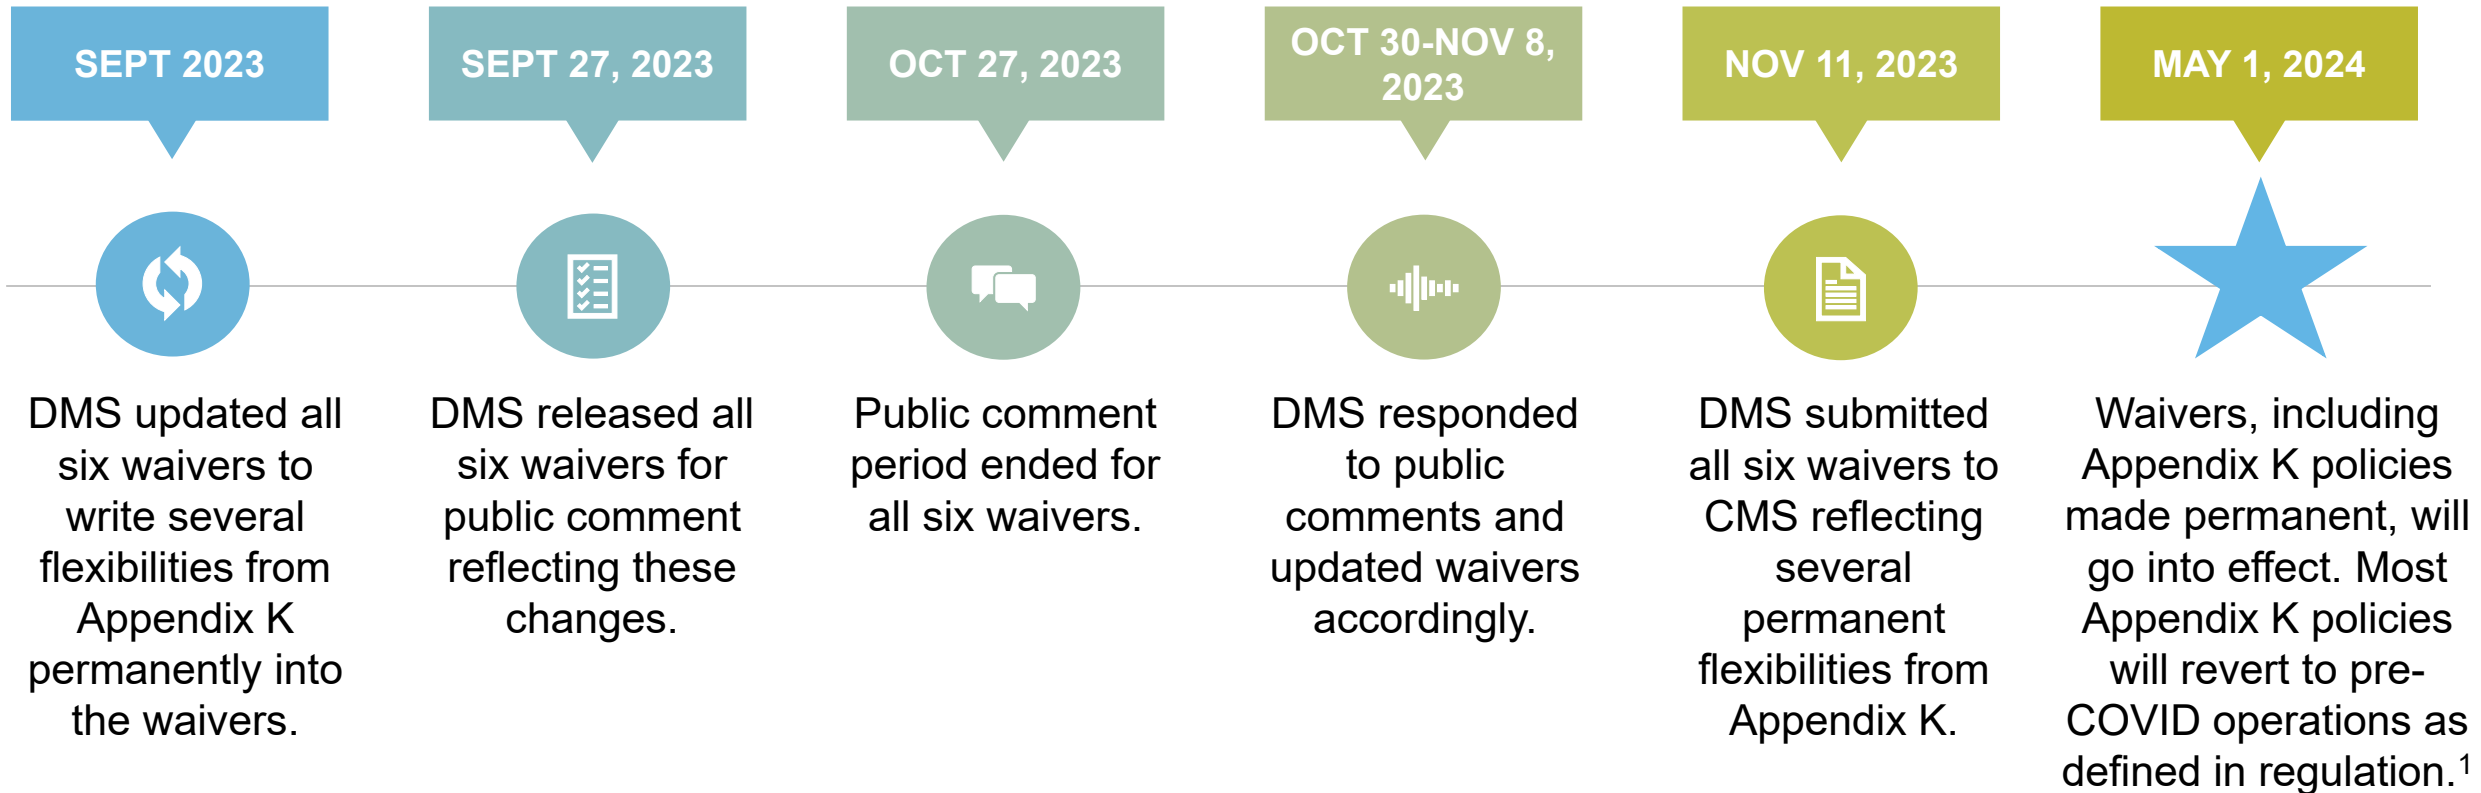 SEPT 2023
DMS updated all
six waivers to
write several
flexibilities from
Appendix K
permanently into
the waivers.
SEPT 27, 2023
DMS released all
six waivers for
public comment
reflecting these
changes.
OCT 27, 2023
Public comment
period ended for
all six waivers.
OCT 30-NOV 8,
2023
DMS responded
to public
comments and
updated waivers
accordingly.
NOV 11, 2023
DMS submitted
all six waivers to
CMS reflecting
several
permanent
flexibilities from
Appendix K.
MAY 1, 2024
Waivers, including
Appendix K policies
made permanent, will
go into effect. Most
Appendix K policies
will revert to pre-
COVID operations as
defined in regulation.¹